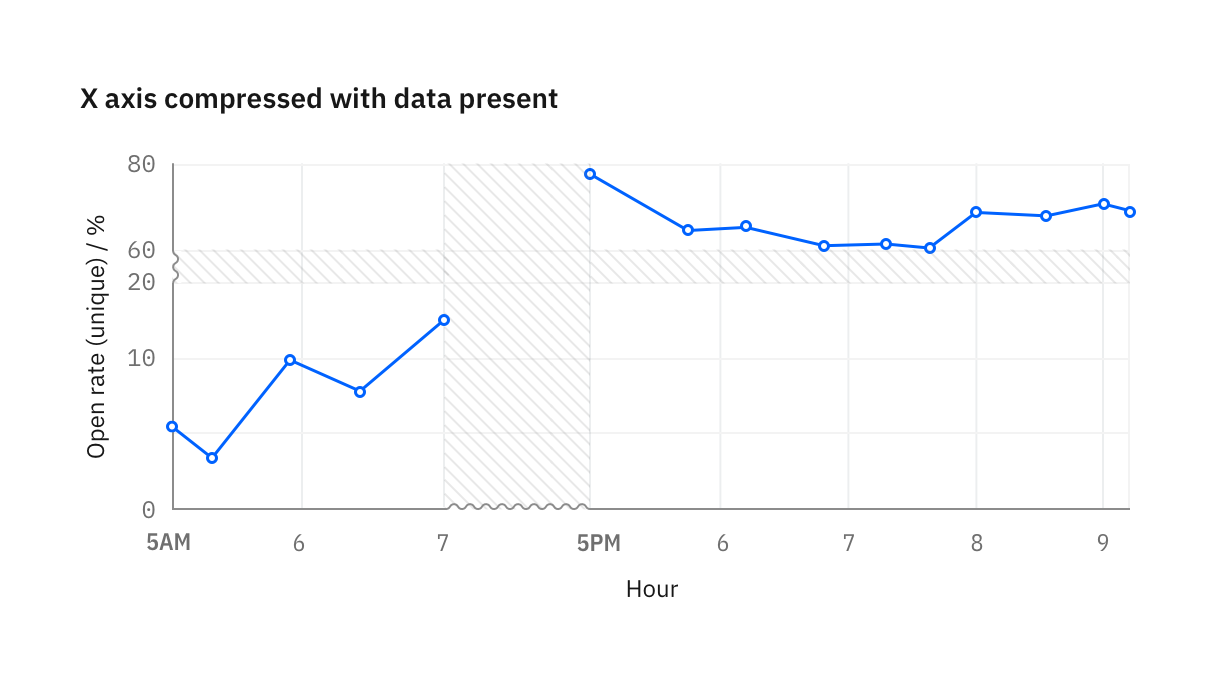 X axis compressed with data present
Open rate (unique) / %
80
60
20
10
0
5AM 6 7 5PM 6 7 8 9
Hour